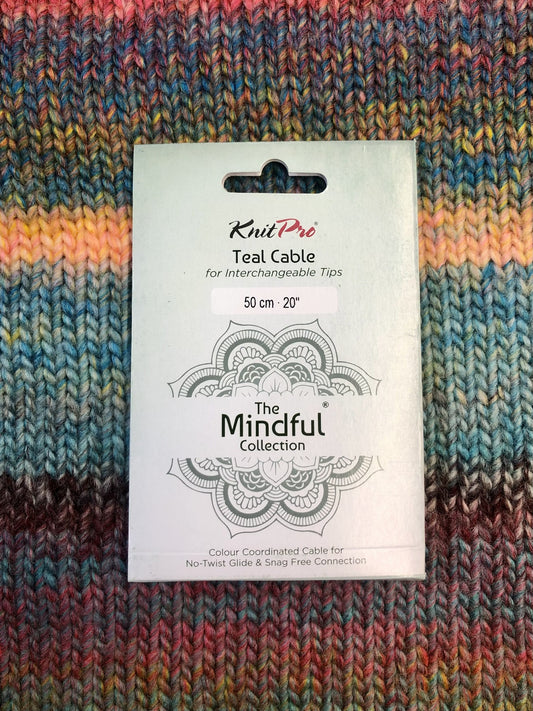 KnitPro®
Teal Cable
for Interchangeable Tips
50 cm · 20"
The
Mindful®
Collection
Colour Coordinated Cable for
No-Twist Glide & Snag Free Connection